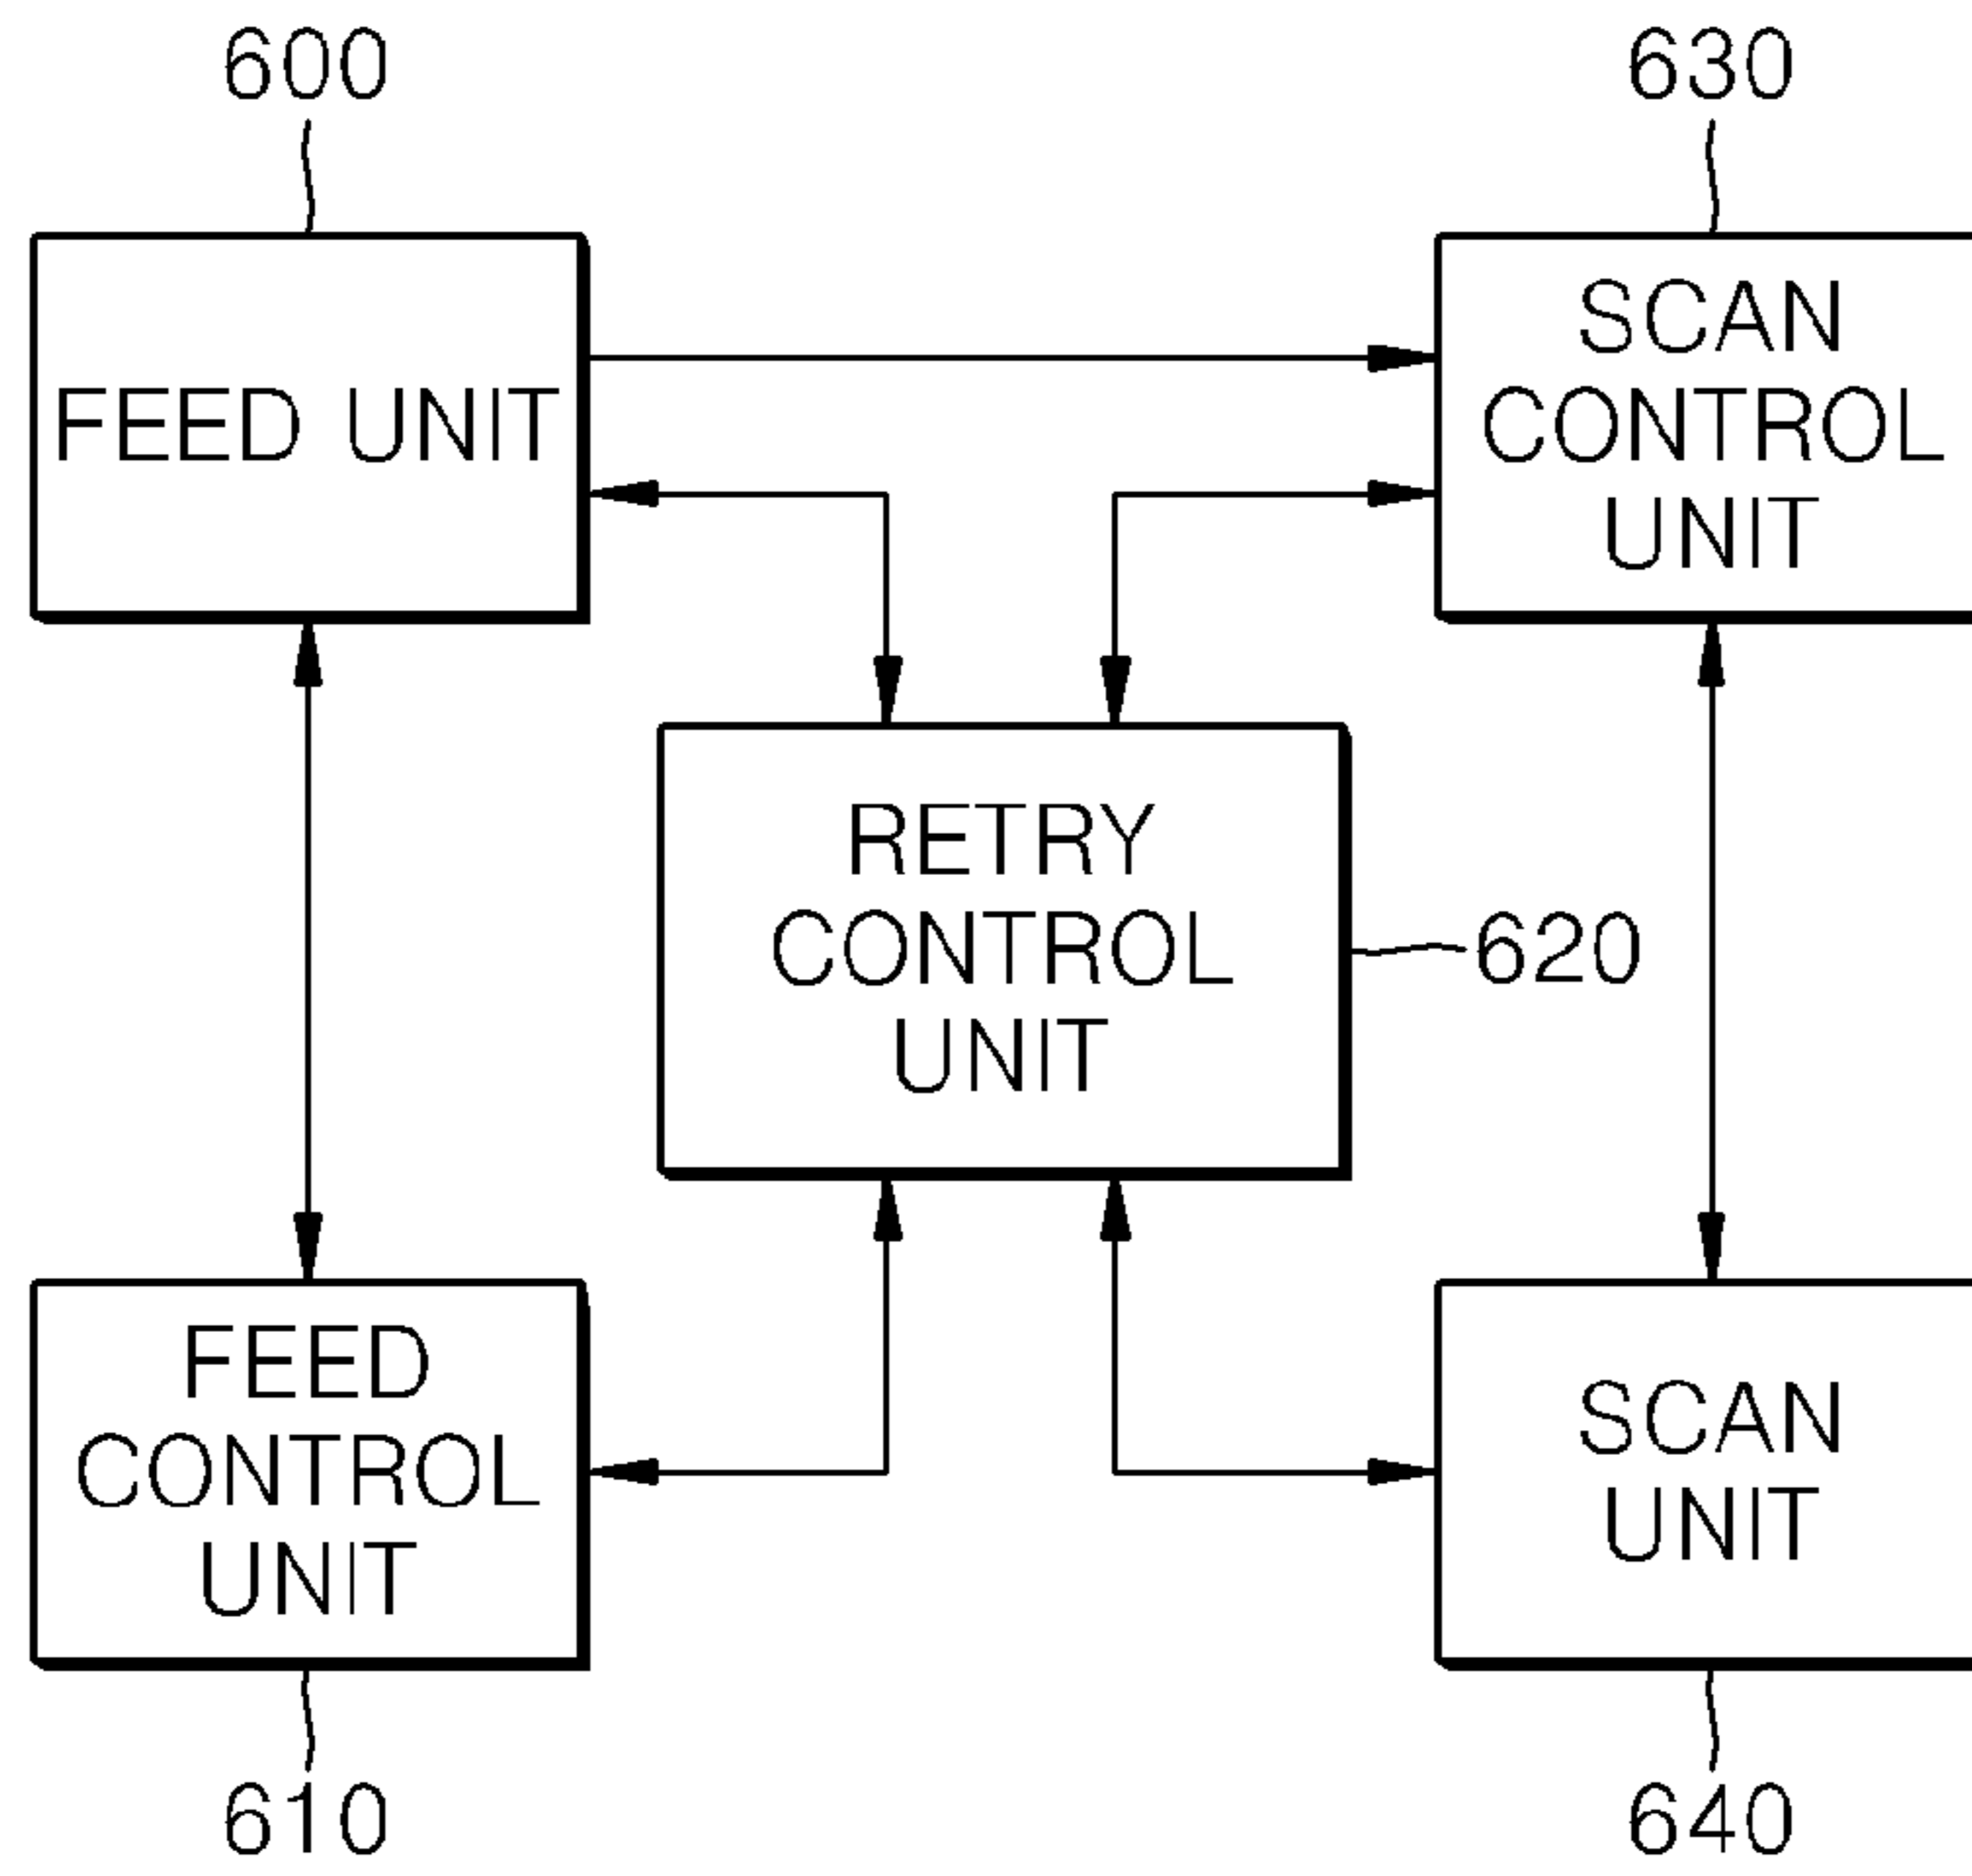 600
630
FEED UNIT
SCAN
CONTROL
UNIT
RETRY
CONTROL
UNIT
620
FEED
CONTROL
UNIT
SCAN
UNIT
610
640